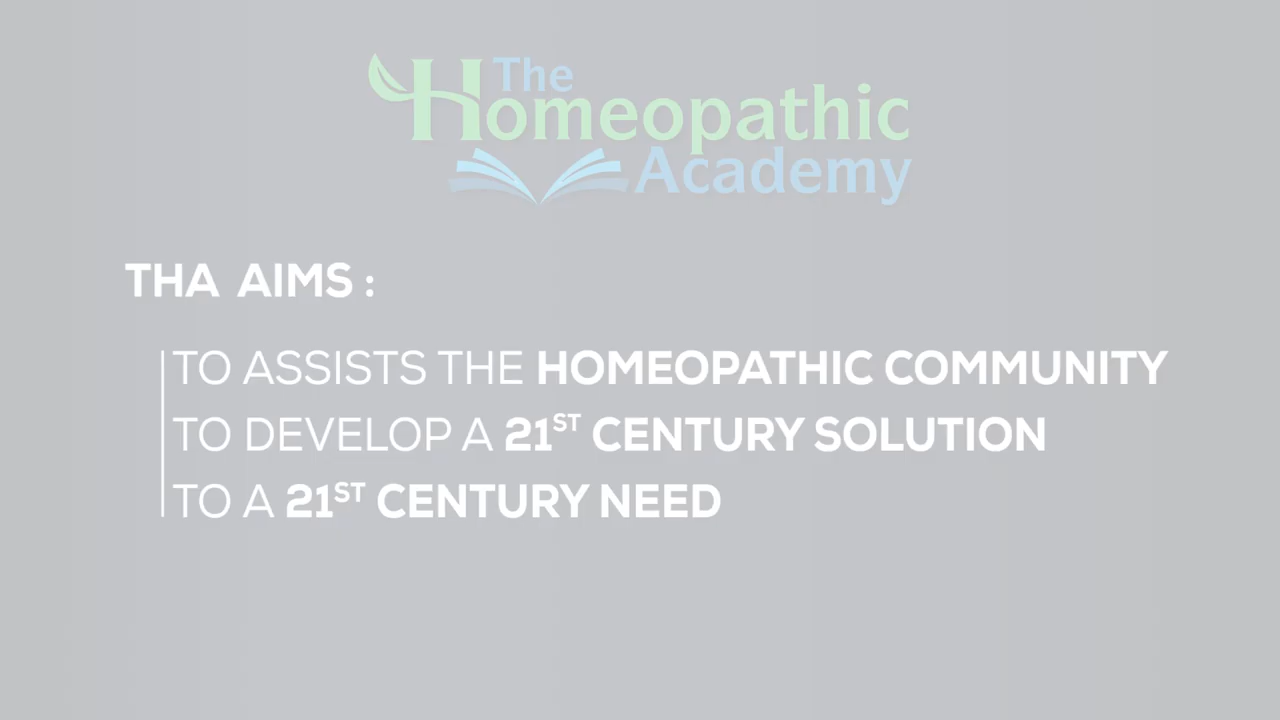 The
Homeopathic
Academy
THA AIMS :
TO ASSISTS THE HOMEOPATHIC COMMUNITY
TO DEVELOP A 21ST CENTURY SOLUTION
TO A 21ST CENTURY NEED